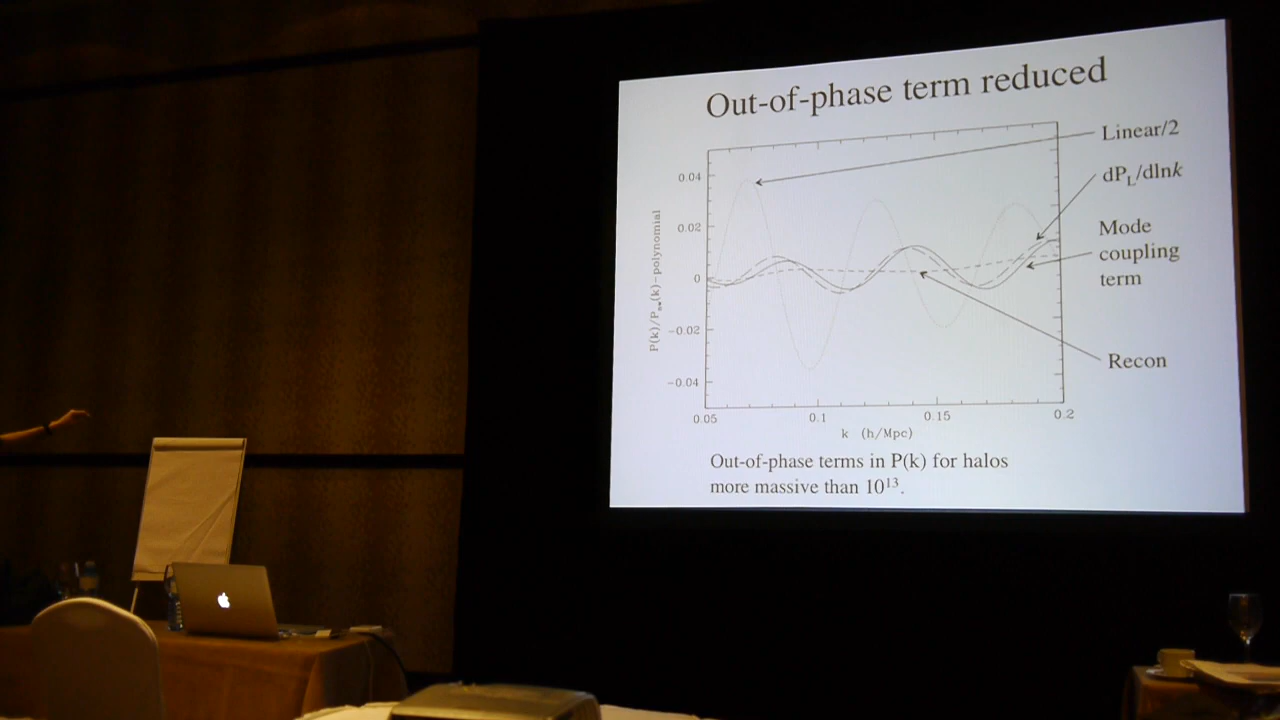 Out-of-phase term reduced
Linear/2
dP_L/dlnk
Mode
coupling
term
Recon
0.04
0.02
0
−0.02
−0.04
P(k)/P_nw(k)−polynomial
0.05
0.1
0.15
0.2
k (h/Mpc)
Out-of-phase terms in P(k) for halos
more massive than 10¹³.